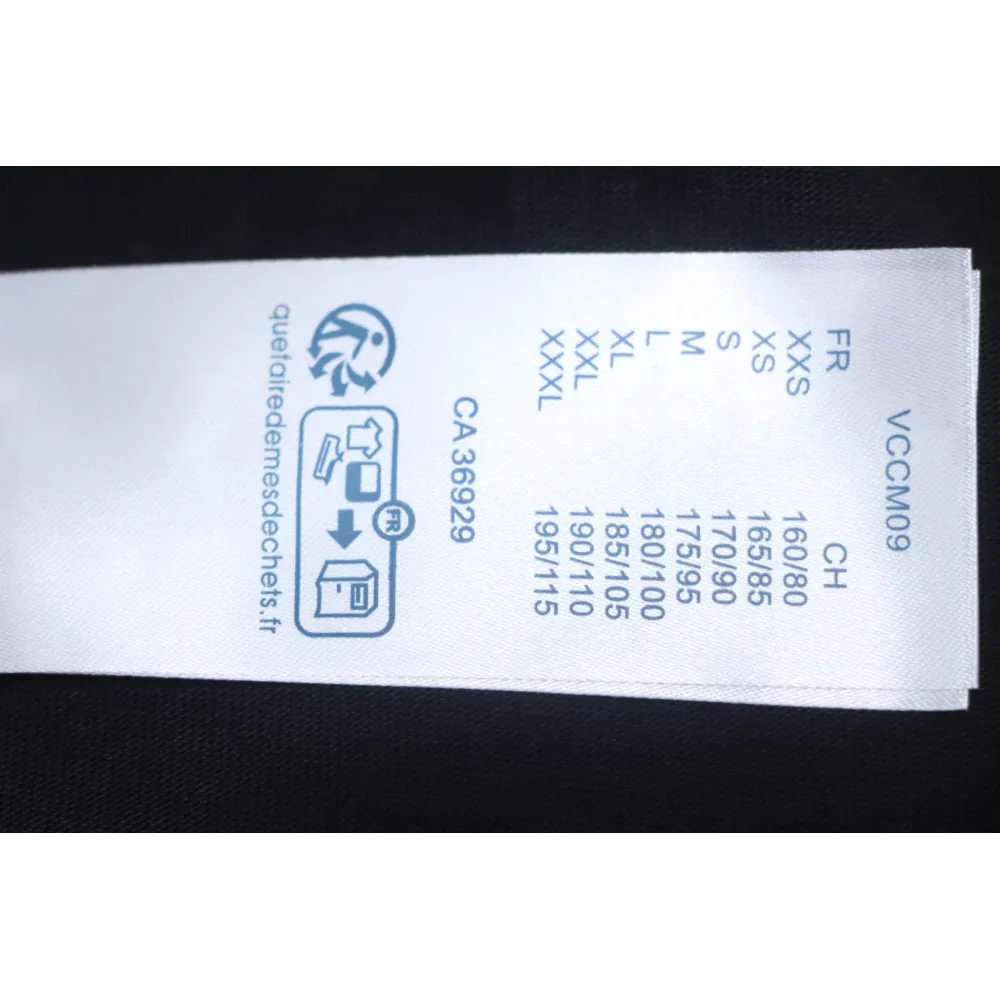 VCCM09
FR CH
XXS 160/80
XS 165/85
S 170/90
M 175/95
L 180/100
XL 185/105
XXL 190/110
XXXL 195/115
CA 36929
FR
quefairedemesdechets.fr